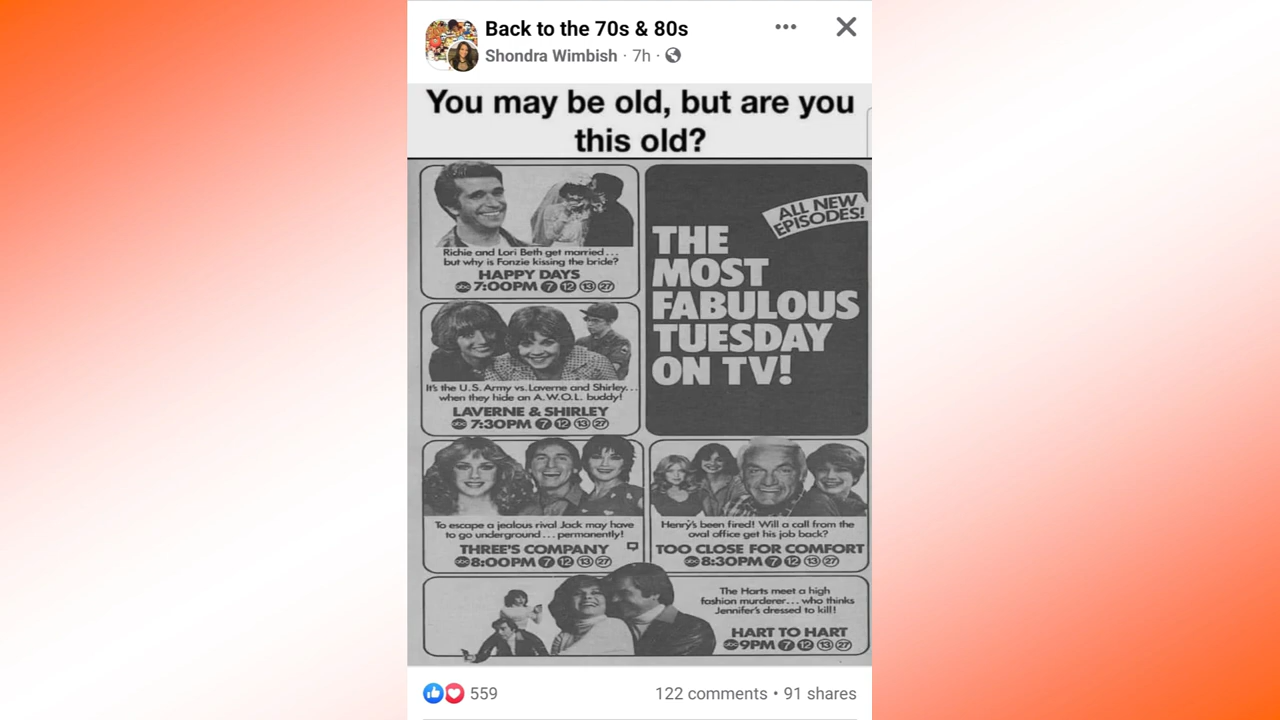 Back to the 70s & 80s
Shondra Wimbish · 7h ·
You may be old, but are you
this old?
Richie and Lori Beth get married...
but why is Fonzie kissing the bride?
HAPPY DAYS
abc 7:00PM 7 12 13 27
ALL NEW
EPISODES!
THE
MOST
FABULOUS
TUESDAY
ON TV!
It's the U.S. Army vs. Laverne and Shirley...
when they hide an A.W.O.L. buddy!
LAVERNE & SHIRLEY
abc 7:30PM 7 12 13 27
To escape a jealous rival Jack may have
to go underground... permanently!
THREE'S COMPANY
abc 8:00PM 7 12 13 27
Henry's been fired! Will a call from the
oval office get his job back?
TOO CLOSE FOR COMFORT
abc 8:30PM 7 12 13 27
The Harts meet a high
fashion murderer... who thinks
Jennifer's dressed to kill!
HART TO HART
abc 9PM 7 12 13 27
559
122 comments • 91 shares